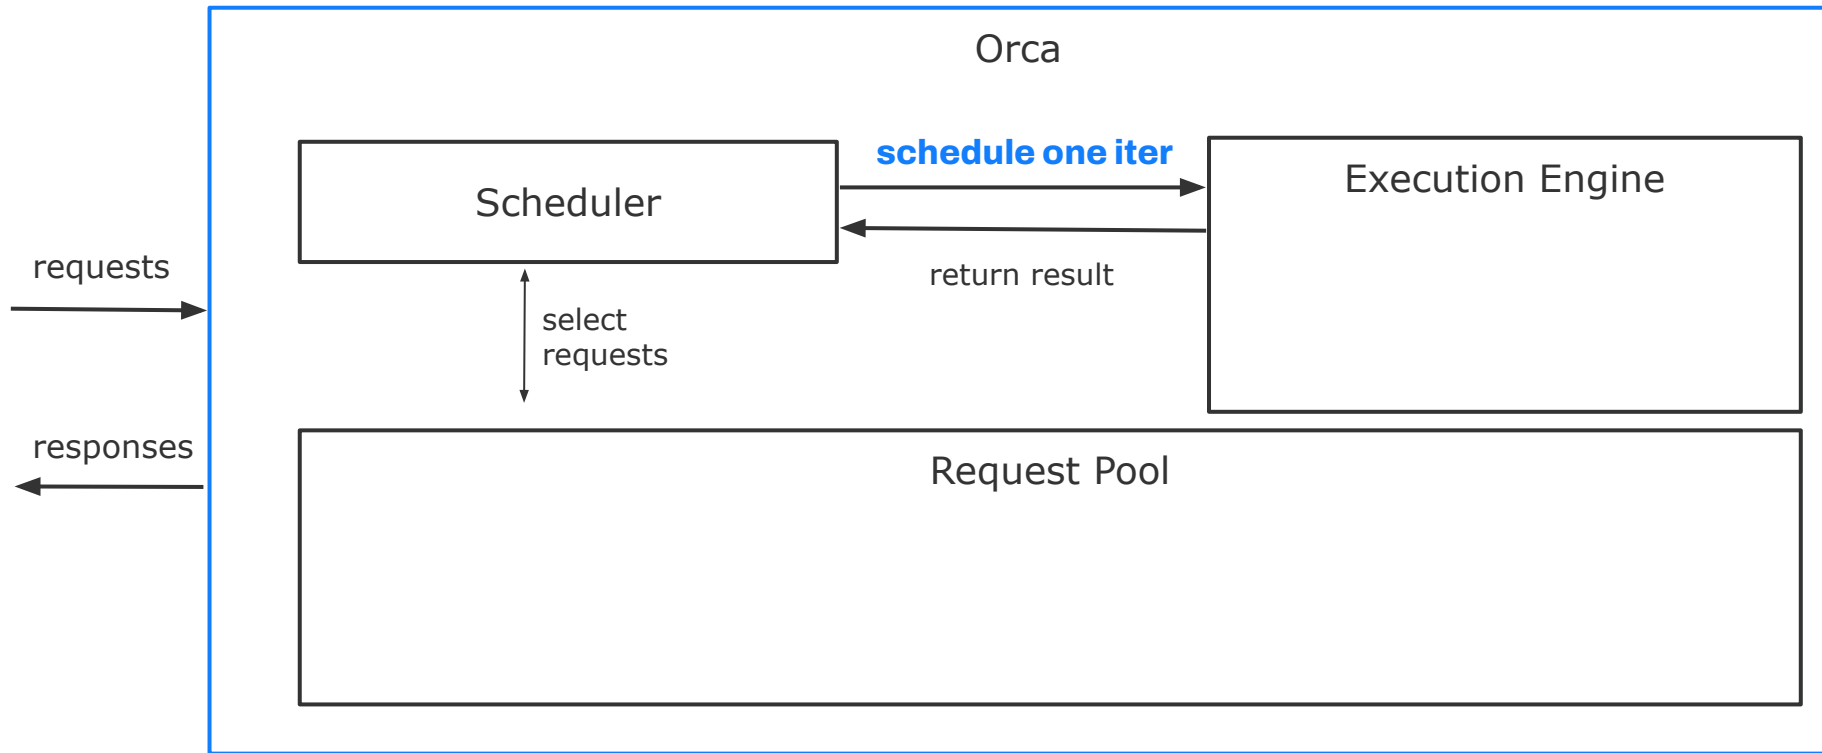 Orca
schedule one iter
Scheduler
Execution Engine
requests
return result
select
requests
responses
Request Pool